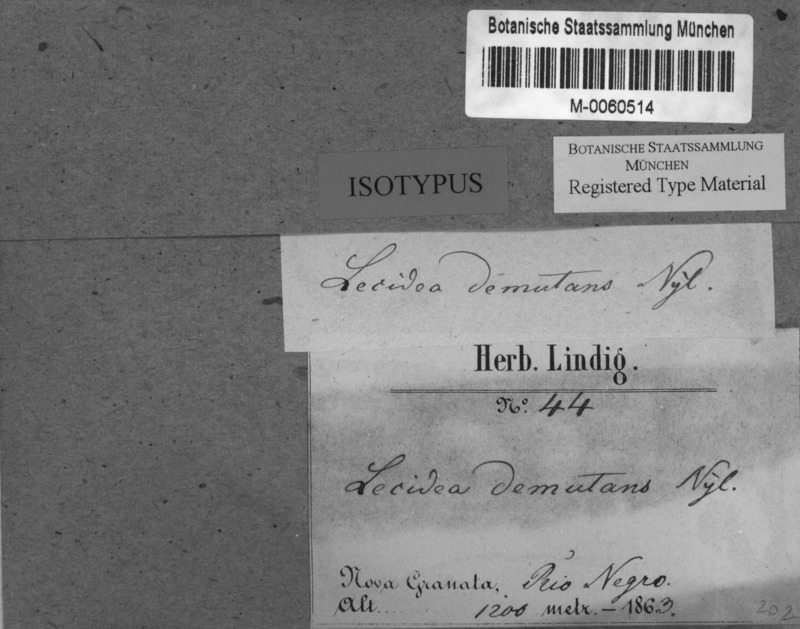 Botanische Staatssammlung München
M-0060514
BOTANISCHE STAATSSAMMLUNG
MÜNCHEN
Registered Type Material
ISOTYPUS
Lecidea demutans Nyl.
Herb. Lindig.
No. 44
Lecidea demutans Nyl.
Nova Granata, Rio Negro.
Alt.... 1200 metr. – 1863.
202